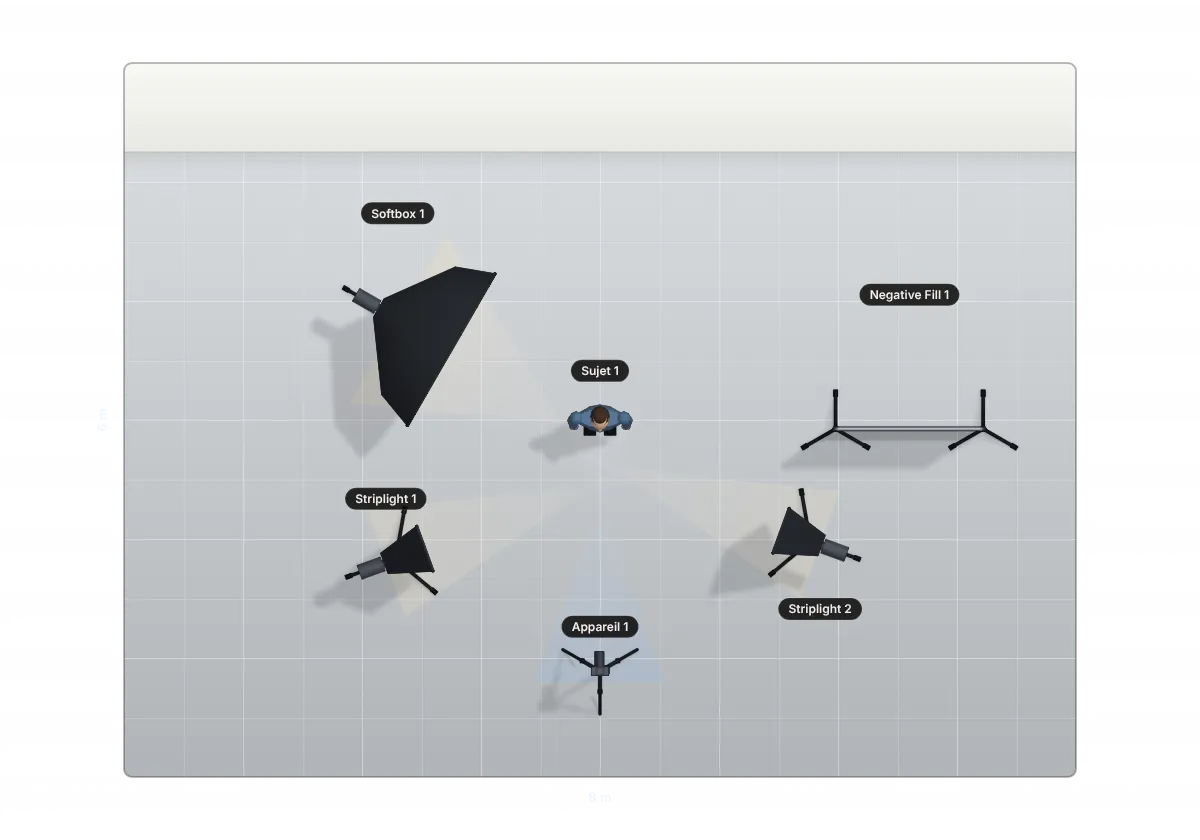 Softbox 1
Negative Fill 1
Sujet 1
Striplight 1
Striplight 2
Appareil 1